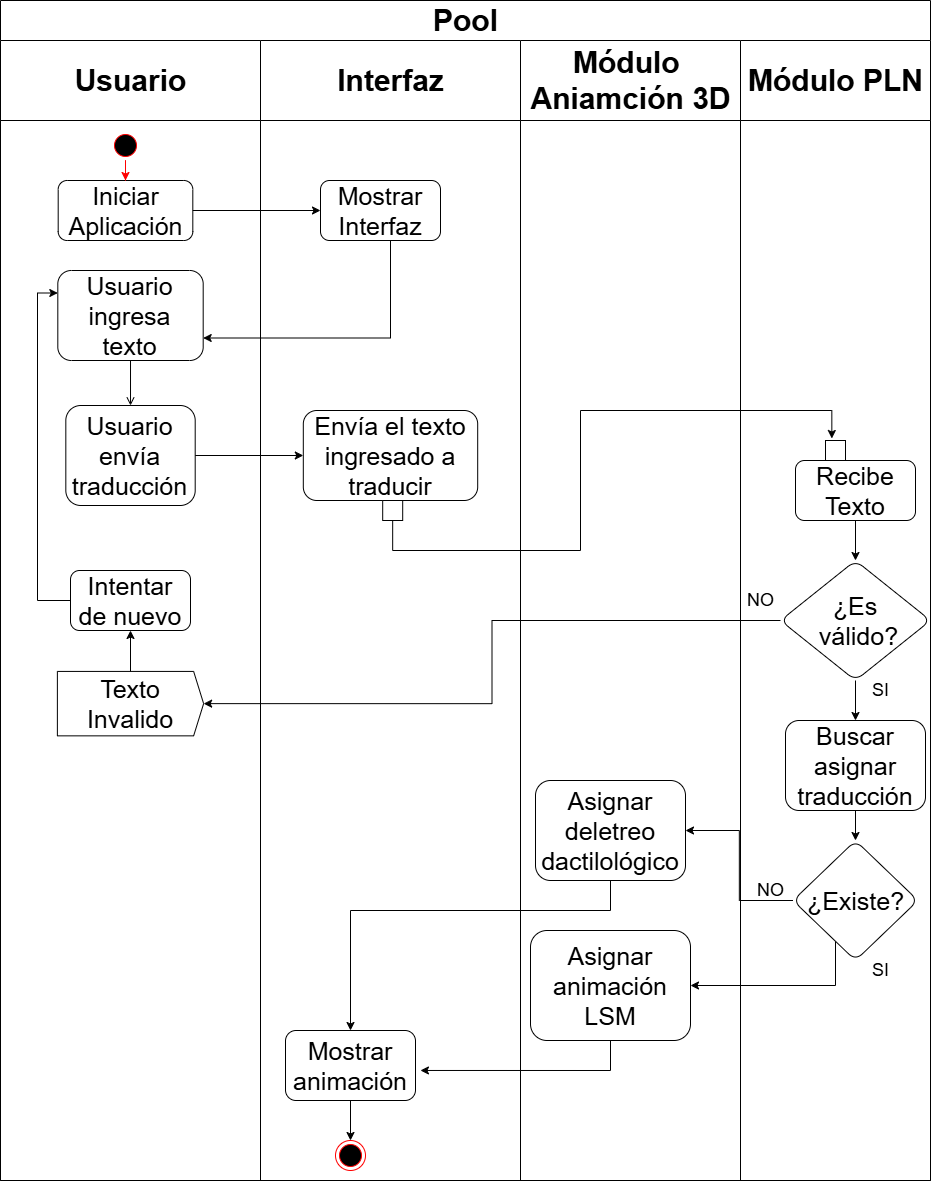 Pool
Usuario
Interfaz
Módulo
Aniamción 3D
Módulo PLN
Iniciar
Aplicación
Mostrar
Interfaz
Usuario
ingresa
texto
Usuario
envía
traducción
Envía el texto
ingresado a
traducir
Recibe
Texto
¿Es
válido?
NO
SI
Intentar
de nuevo
Texto
Invalido
Buscar
asignar
traducción
¿Existe?
NO
SI
Asignar
deletreo
dactilológico
Asignar
animación
LSM
Mostrar
animación